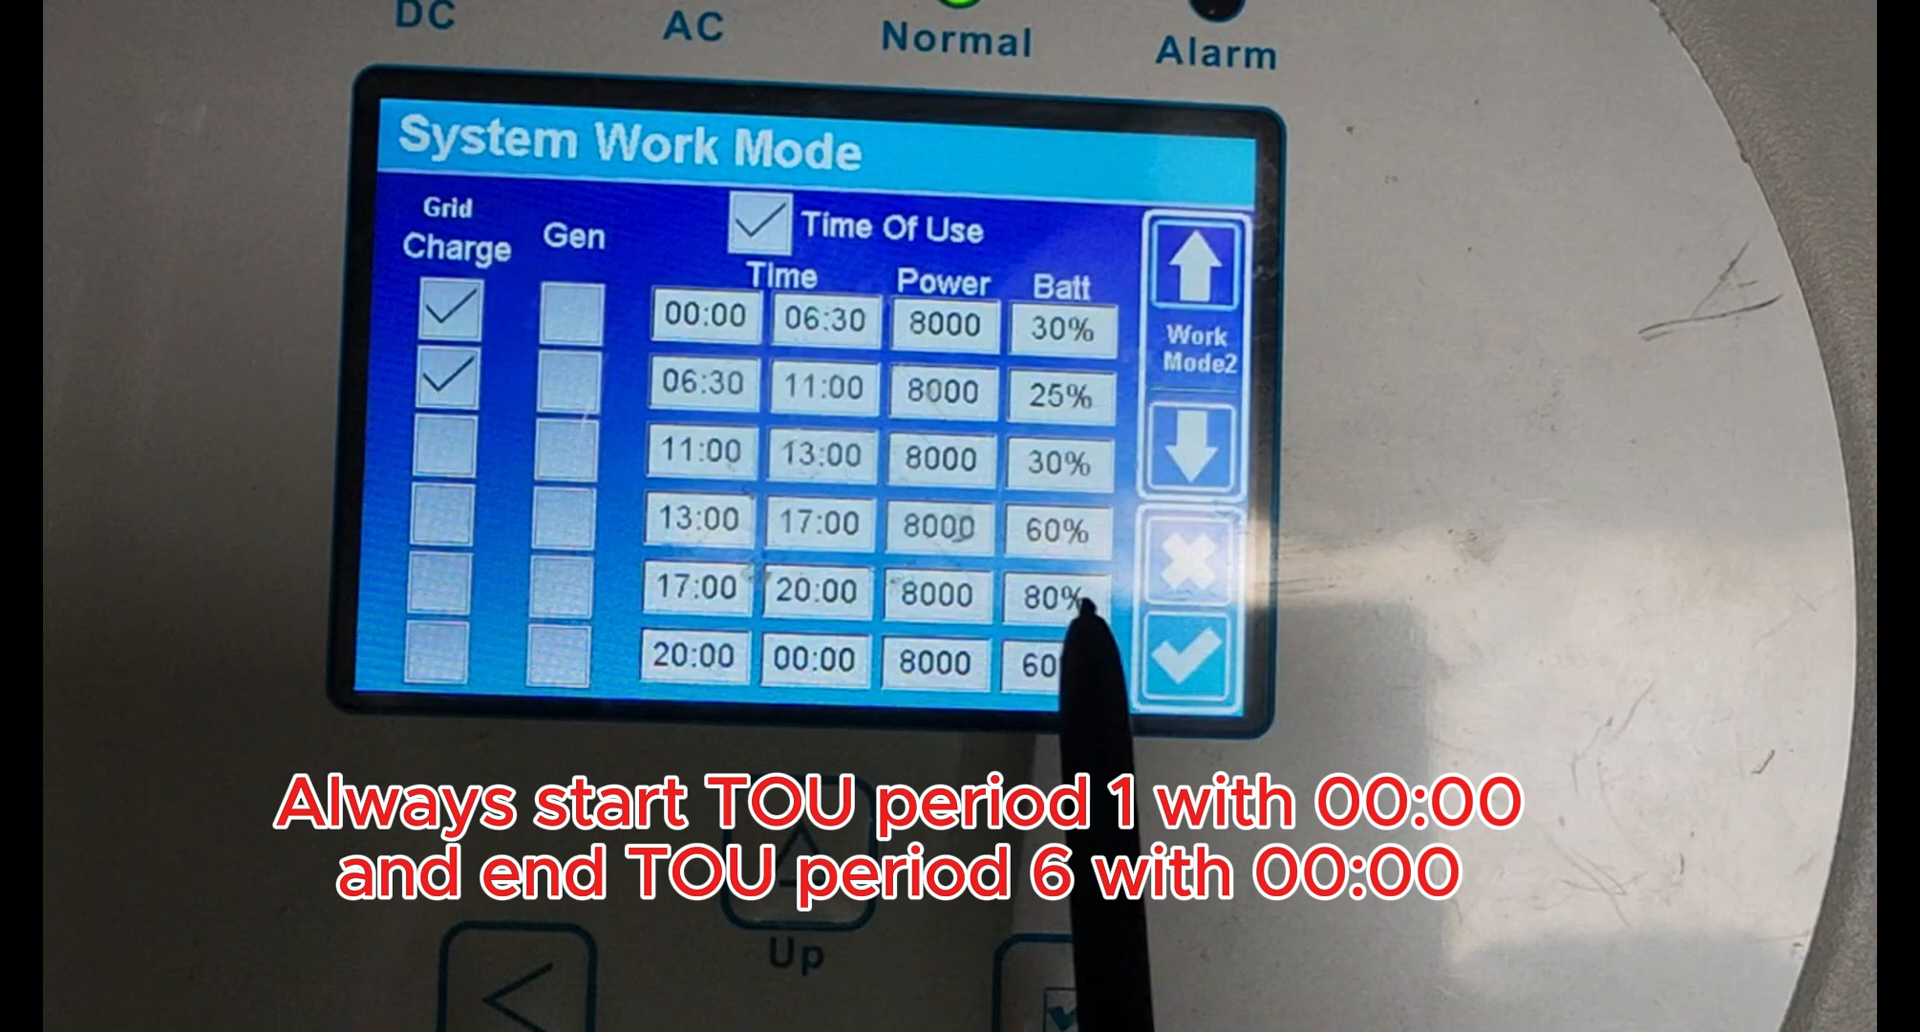 DC AC Normal Alarm
System Work Mode
Grid Charge Gen Time Of Use
Time Power Batt
00:00 06:30 8000 30%
06:30 11:00 8000 25%
11:00 13:00 8000 30%
13:00 17:00 8000 60%
17:00 20:00 8000 80%
20:00 00:00 8000 60
Work
Mode2
Always start TOU period 1 with 00:00
and end TOU period 6 with 00:00
Up